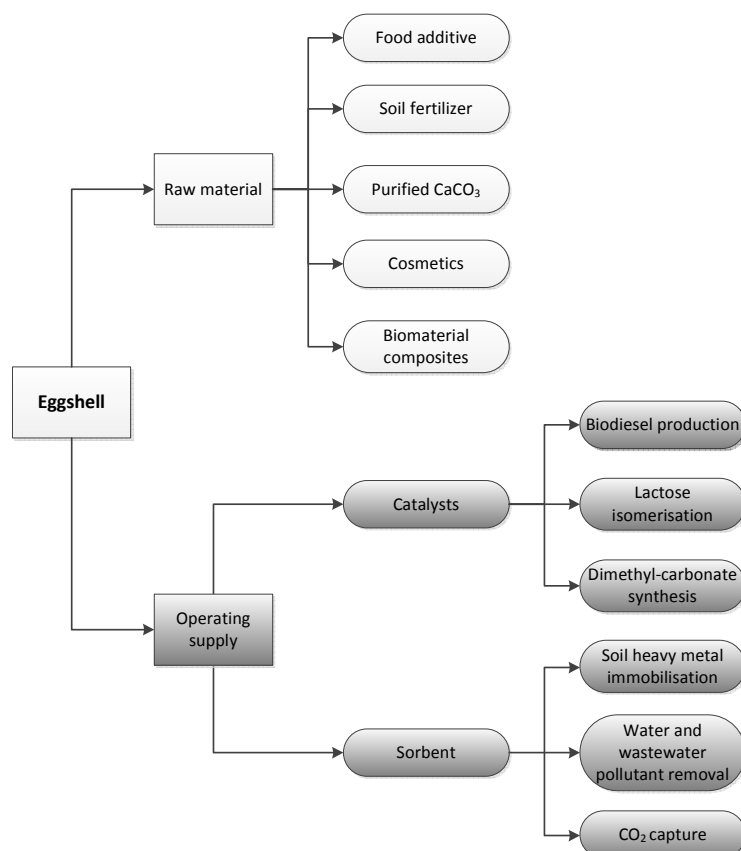 Food additive
Soil fertilizer
Raw material
Purified CaCO₃
Cosmetics
Biomaterial
composites
Eggshell
Biodiesel production
Catalysts
Lactose
isomerisation
Dimethyl-carbonate
synthesis
Operating
supply
Soil heavy metal
immobilisation
Sorbent
Water and
wastewater
pollutant removal
CO₂ capture